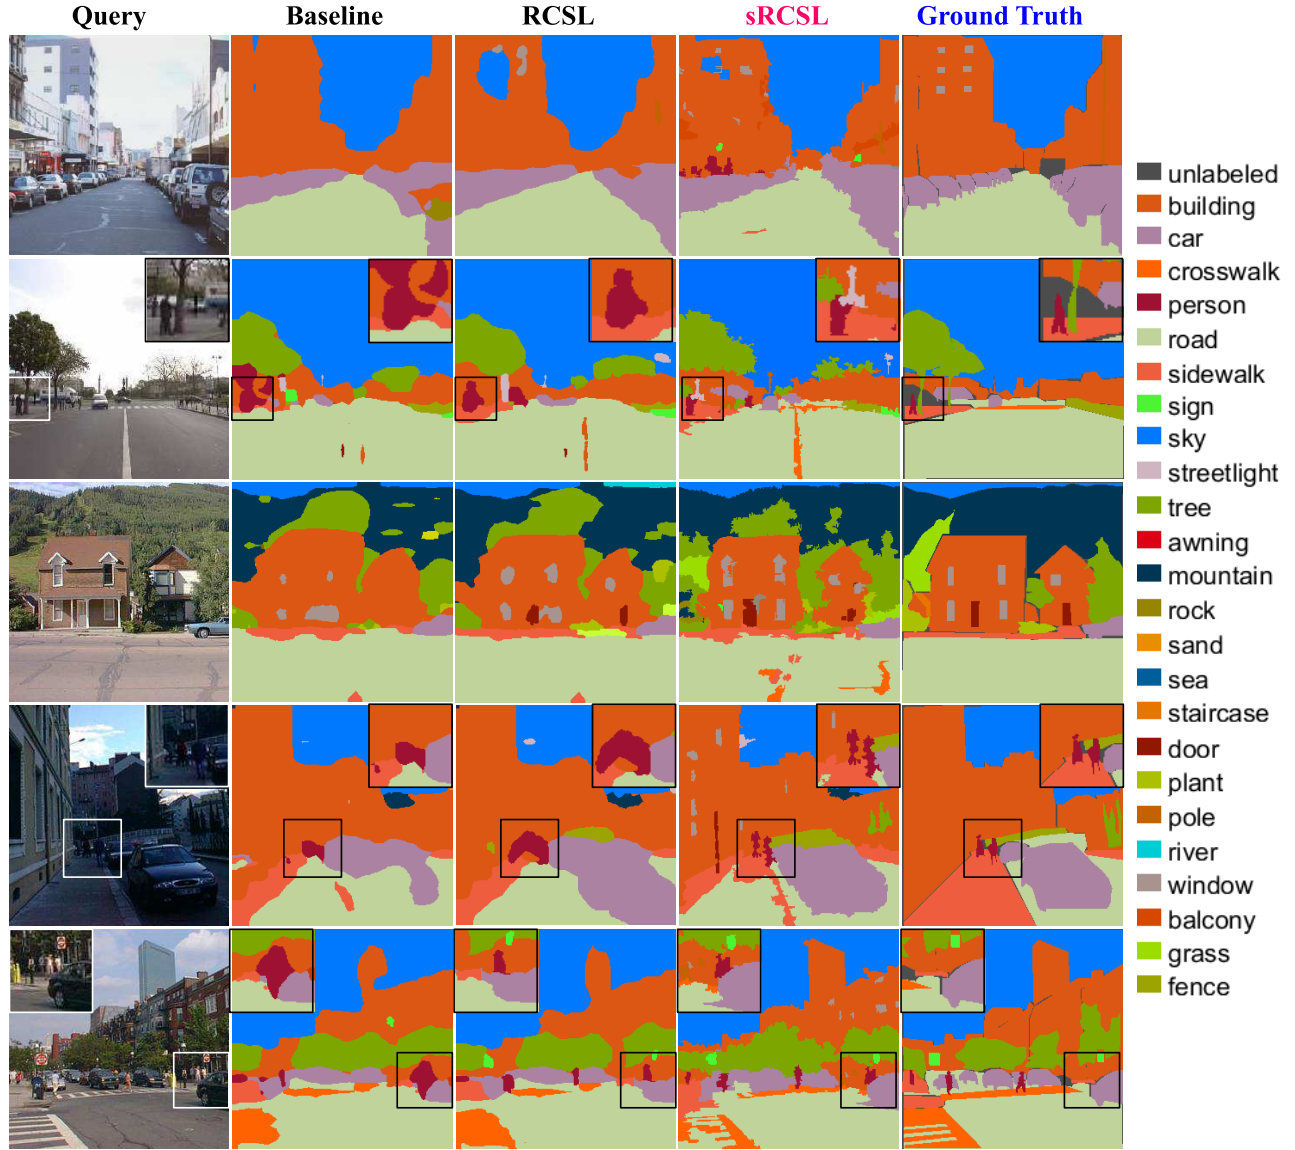 Query Baseline RCSL sRCSL Ground Truth
unlabeled
building
car
crosswalk
person
road
sidewalk
sign
sky
streetlight
tree
awning
mountain
rock
sand
sea
staircase
door
plant
pole
river
window
balcony
grass
fence